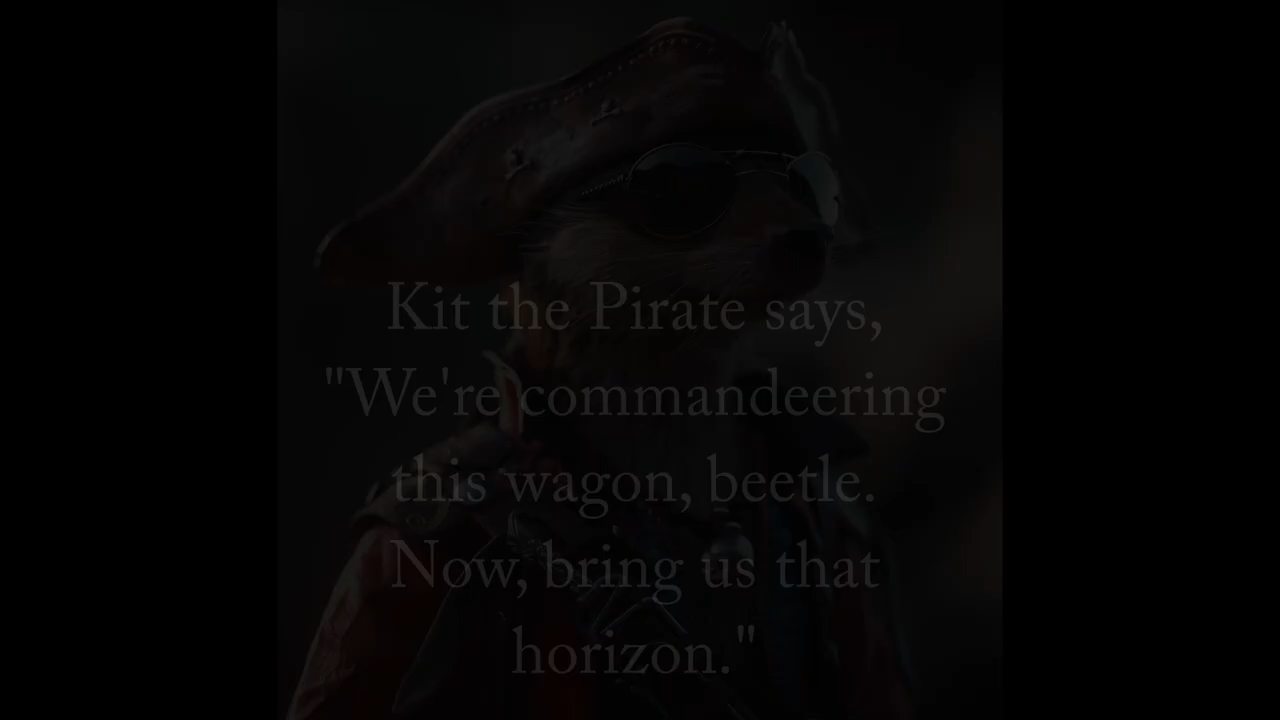 Kit the Pirate says,
"We're commandeering
this wagon, beetle.
Now, bring us that
horizon."